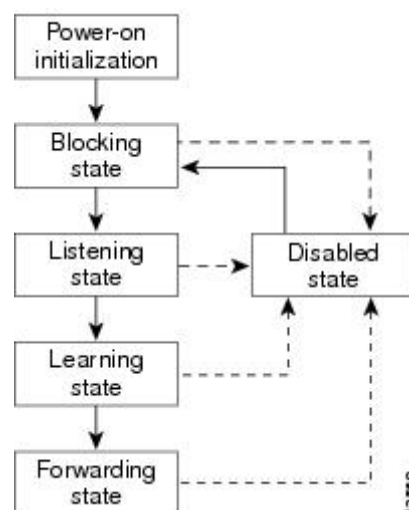 Power-on
initialization
Blocking
state
Listening
state
Disabled
state
Learning
state
Forwarding
state